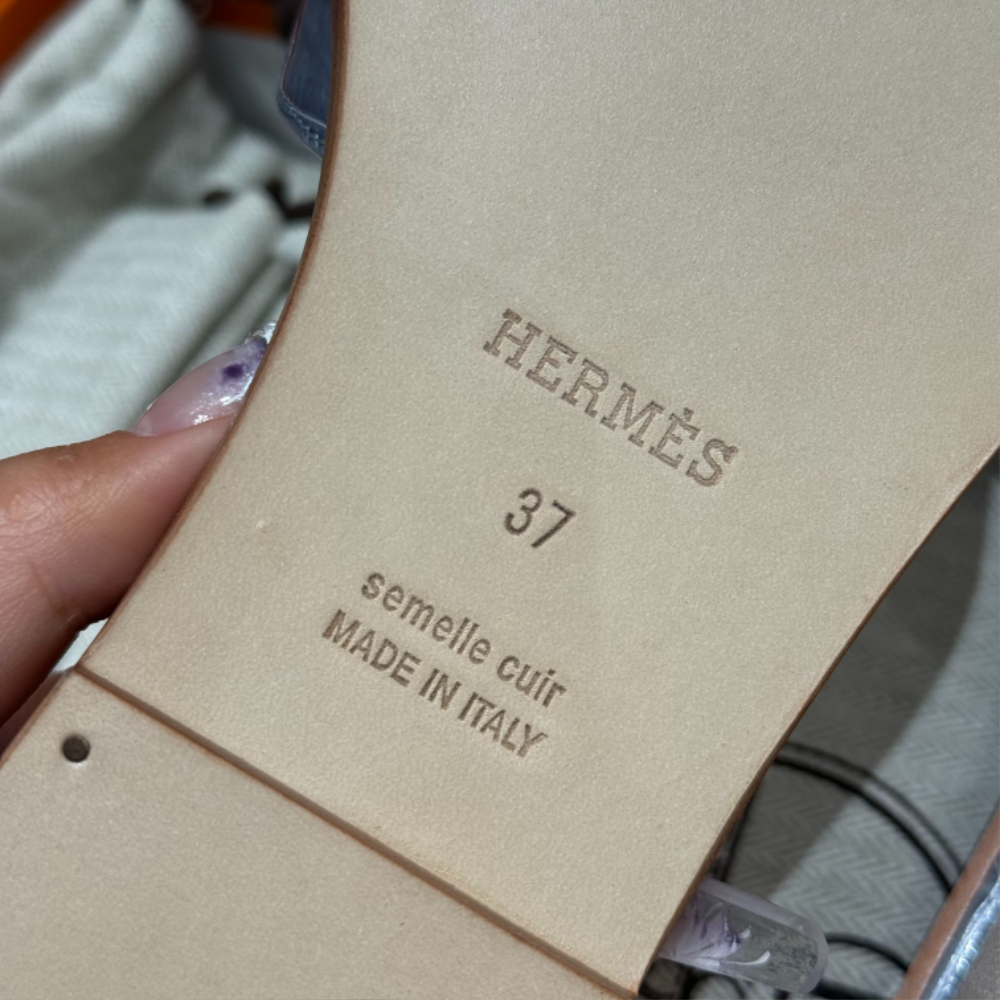 HERMÈS
37
semelle cuir
MADE IN ITALY